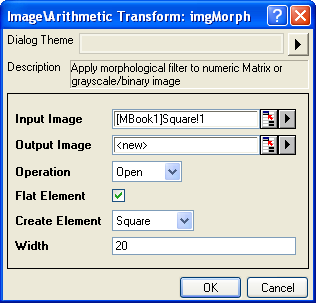 Image\Arithmetic Transform: imgMorph
Dialog Theme
Description Apply morphological filter to numeric Matrix or
grayscale/binary image
Input Image [MBook1]Square!1
Output Image <new>
Operation Open
Flat Element
Create Element Square
Width 20
OK Cancel